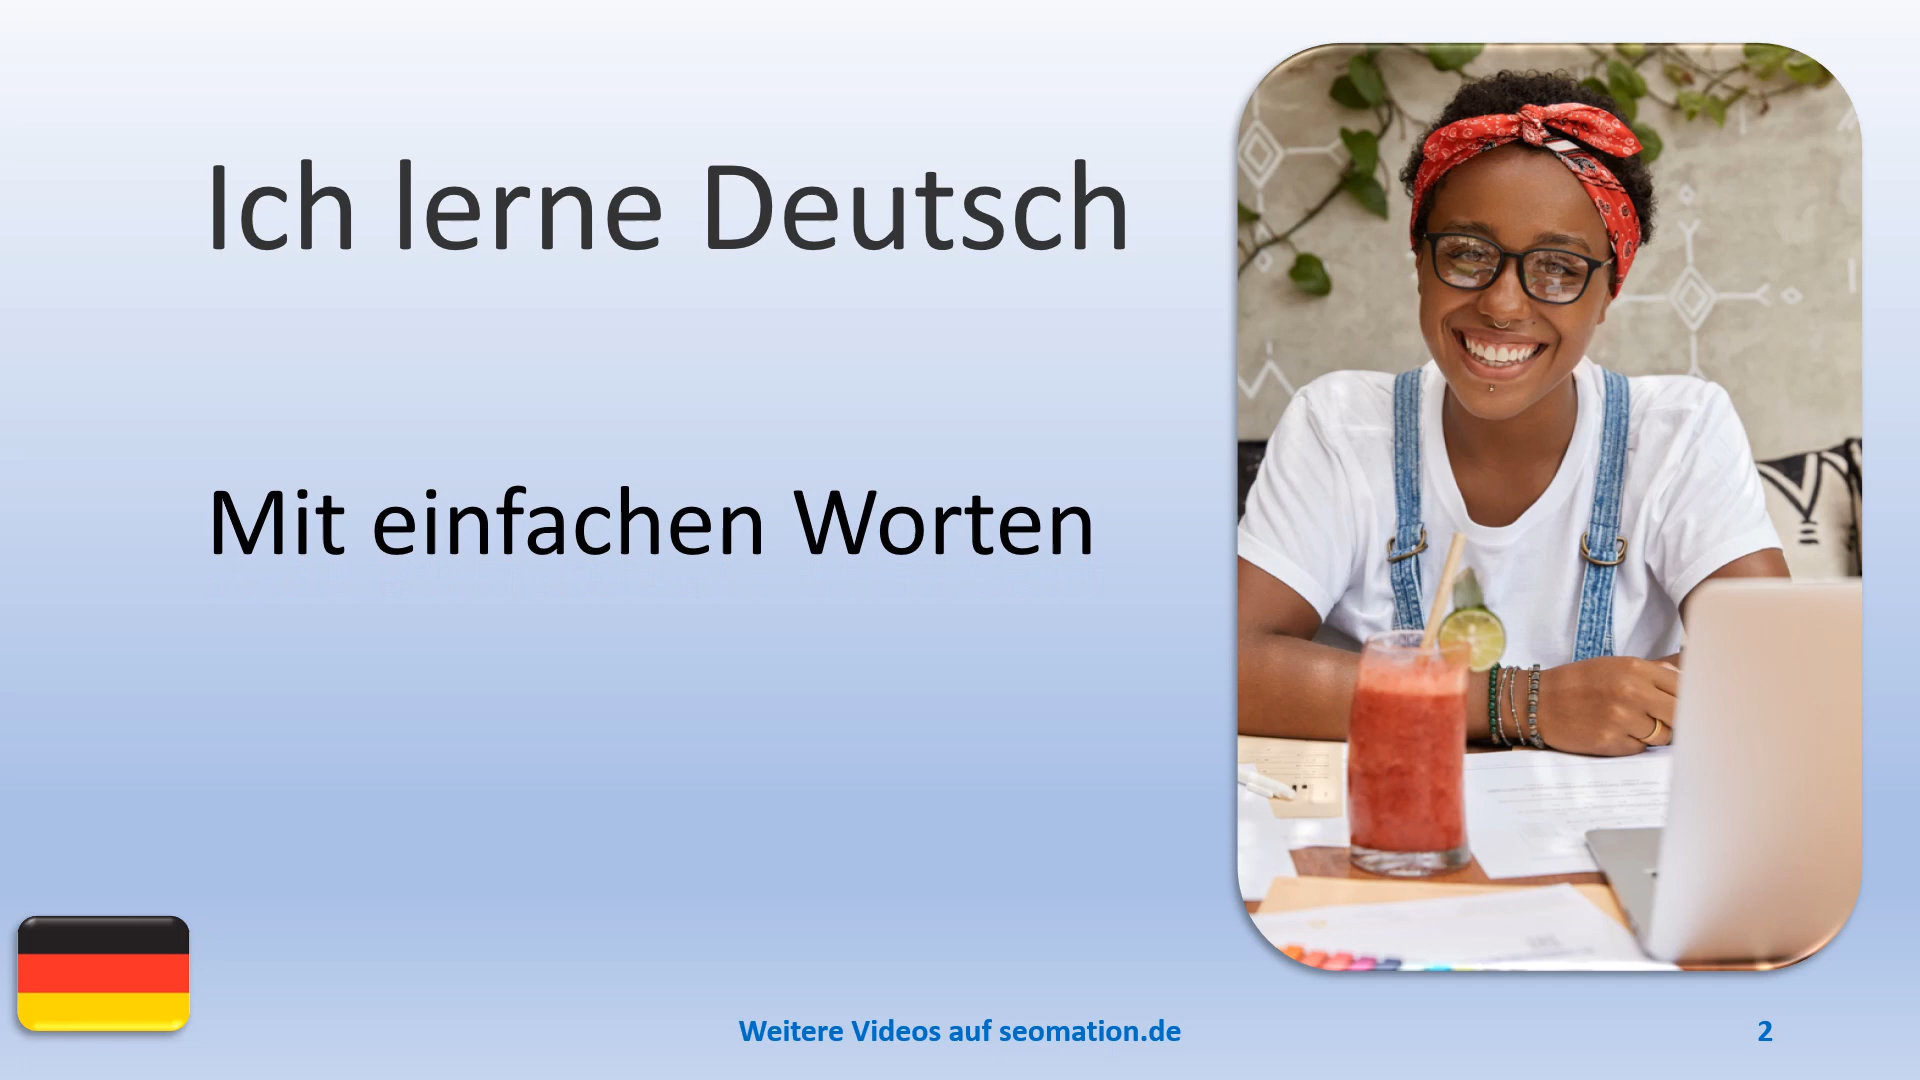 Ich lerne Deutsch
Mit einfachen Worten
Weitere Videos auf seomation.de
2